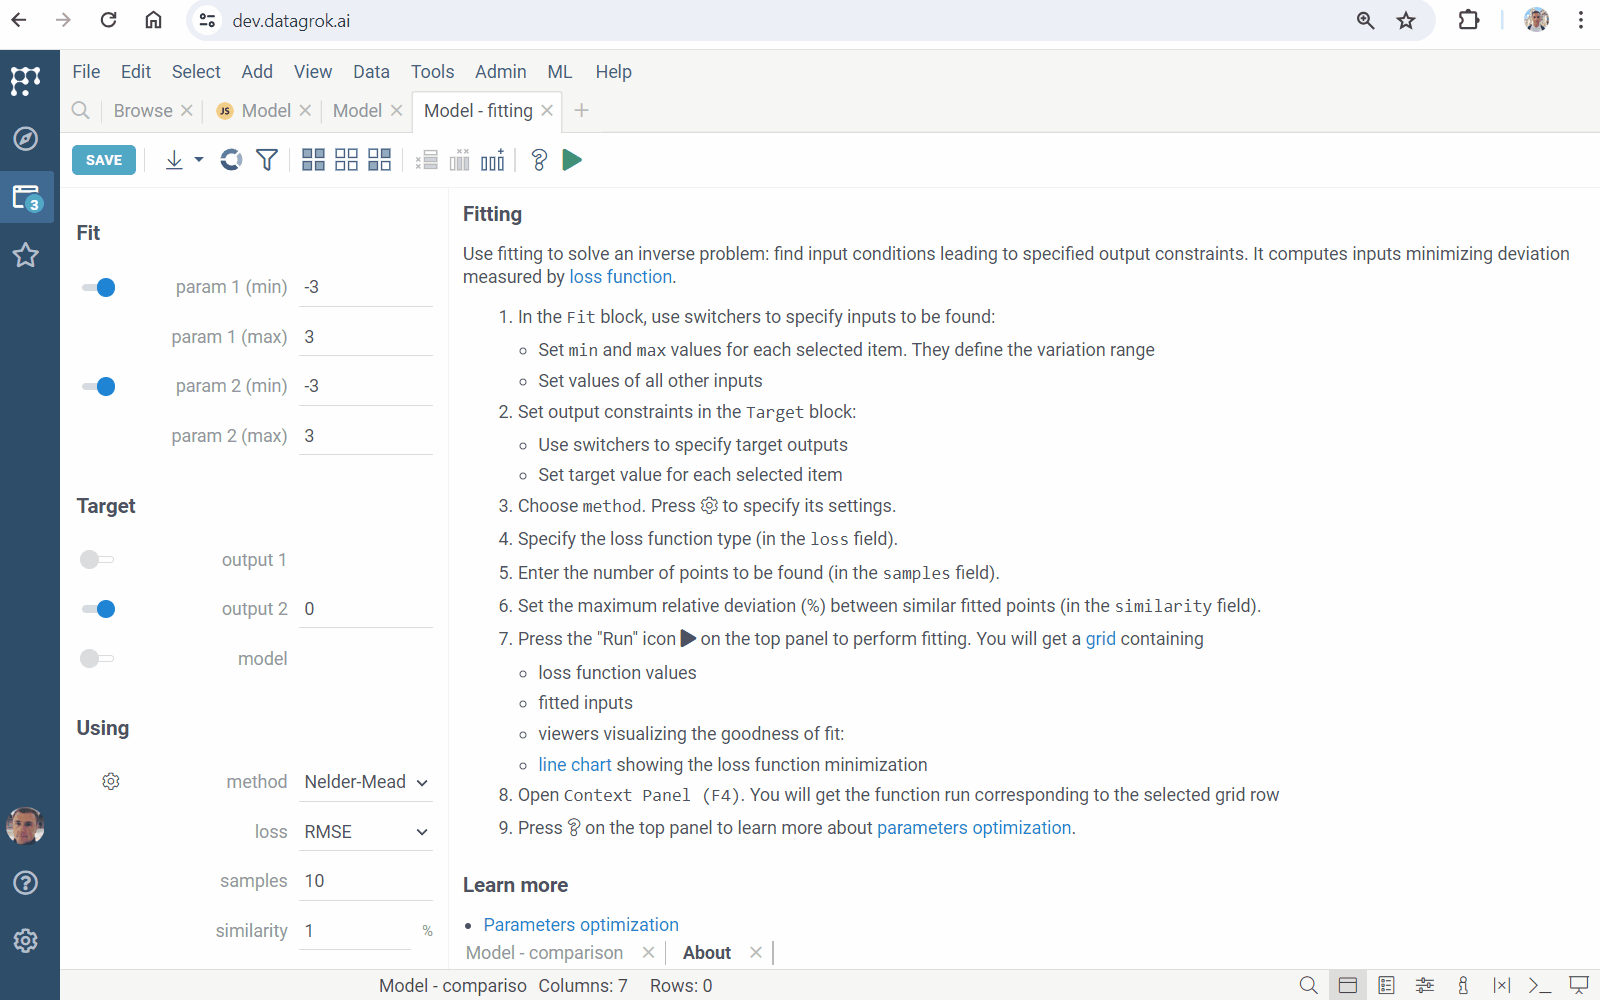 dev.datagrok.ai
File Edit Select Add View Data Tools Admin ML Help
Browse JS Model Model Model - fitting
SAVE
3
Fit
param 1 (min) -3
param 1 (max) 3
param 2 (min) -3
param 2 (max) 3
Target
output 1
output 2 0
model
Using
method Nelder-Mead
loss RMSE
samples 10
similarity 1 %
Fitting
Use fitting to solve an inverse problem: find input conditions leading to specified output constraints. It computes inputs minimizing deviation
measured by loss function.
1. In the Fit block, use switchers to specify inputs to be found:
Set min and max values for each selected item. They define the variation range
Set values of all other inputs
2. Set output constraints in the Target block:
Use switchers to specify target outputs
Set target value for each selected item
3. Choose method. Press to specify its settings.
4. Specify the loss function type (in the loss field).
5. Enter the number of points to be found (in the samples field).
6. Set the maximum relative deviation (%) between similar fitted points (in the similarity field).
7. Press the "Run" icon on the top panel to perform fitting. You will get a grid containing
loss function values
fitted inputs
viewers visualizing the goodness of fit:
line chart showing the loss function minimization
8. Open Context Panel (F4). You will get the function run corresponding to the selected grid row
9. Press ? on the top panel to learn more about parameters optimization.
Learn more
• Parameters optimization
Model - comparison About
Model - compariso Columns: 7 Rows: 0